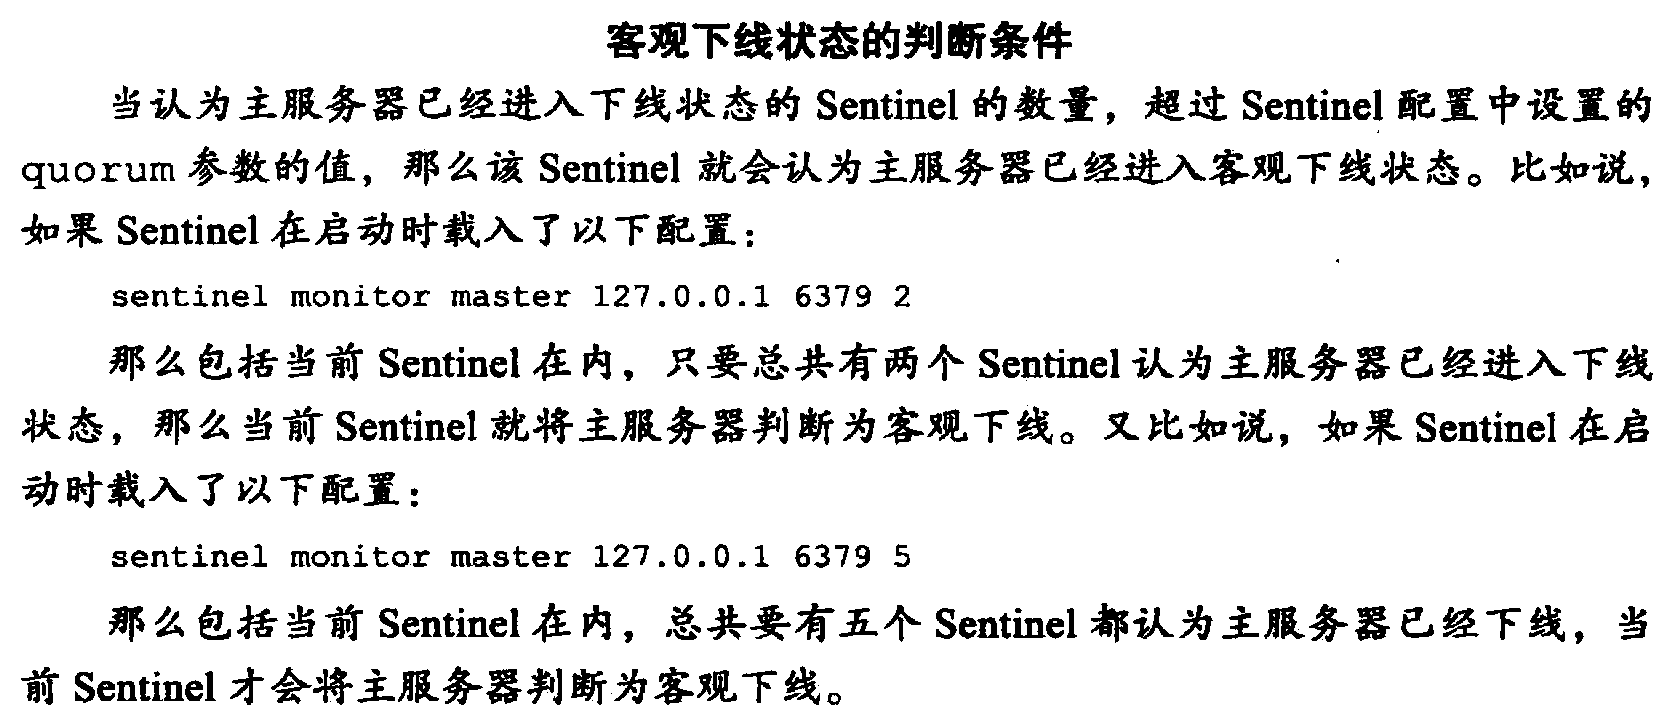 客观下线状态的判断条件
当认为主服务器已经进入下线状态的 Sentinel 的数量，超过 Sentinel 配置中设置的
quorum 参数的值，那么该 Sentinel 就会认为主服务器已经进入客观下线状态。比如说，
如果 Sentinel 在启动时载入了以下配置：
sentinel monitor master 127.0.0.1 6379 2
那么包括当前 Sentinel 在内，只要总共有两个 Sentinel 认为主服务器已经进入下线
状态，那么当前 Sentinel 就将主服务器判断为客观下线。又比如说，如果 Sentinel 在启
动时载入了以下配置：
sentinel monitor master 127.0.0.1 6379 5
那么包括当前 Sentinel 在内，总共要有五个 Sentinel 都认为主服务器已经下线，当
前 Sentinel 才会将主服务器判断为客观下线。